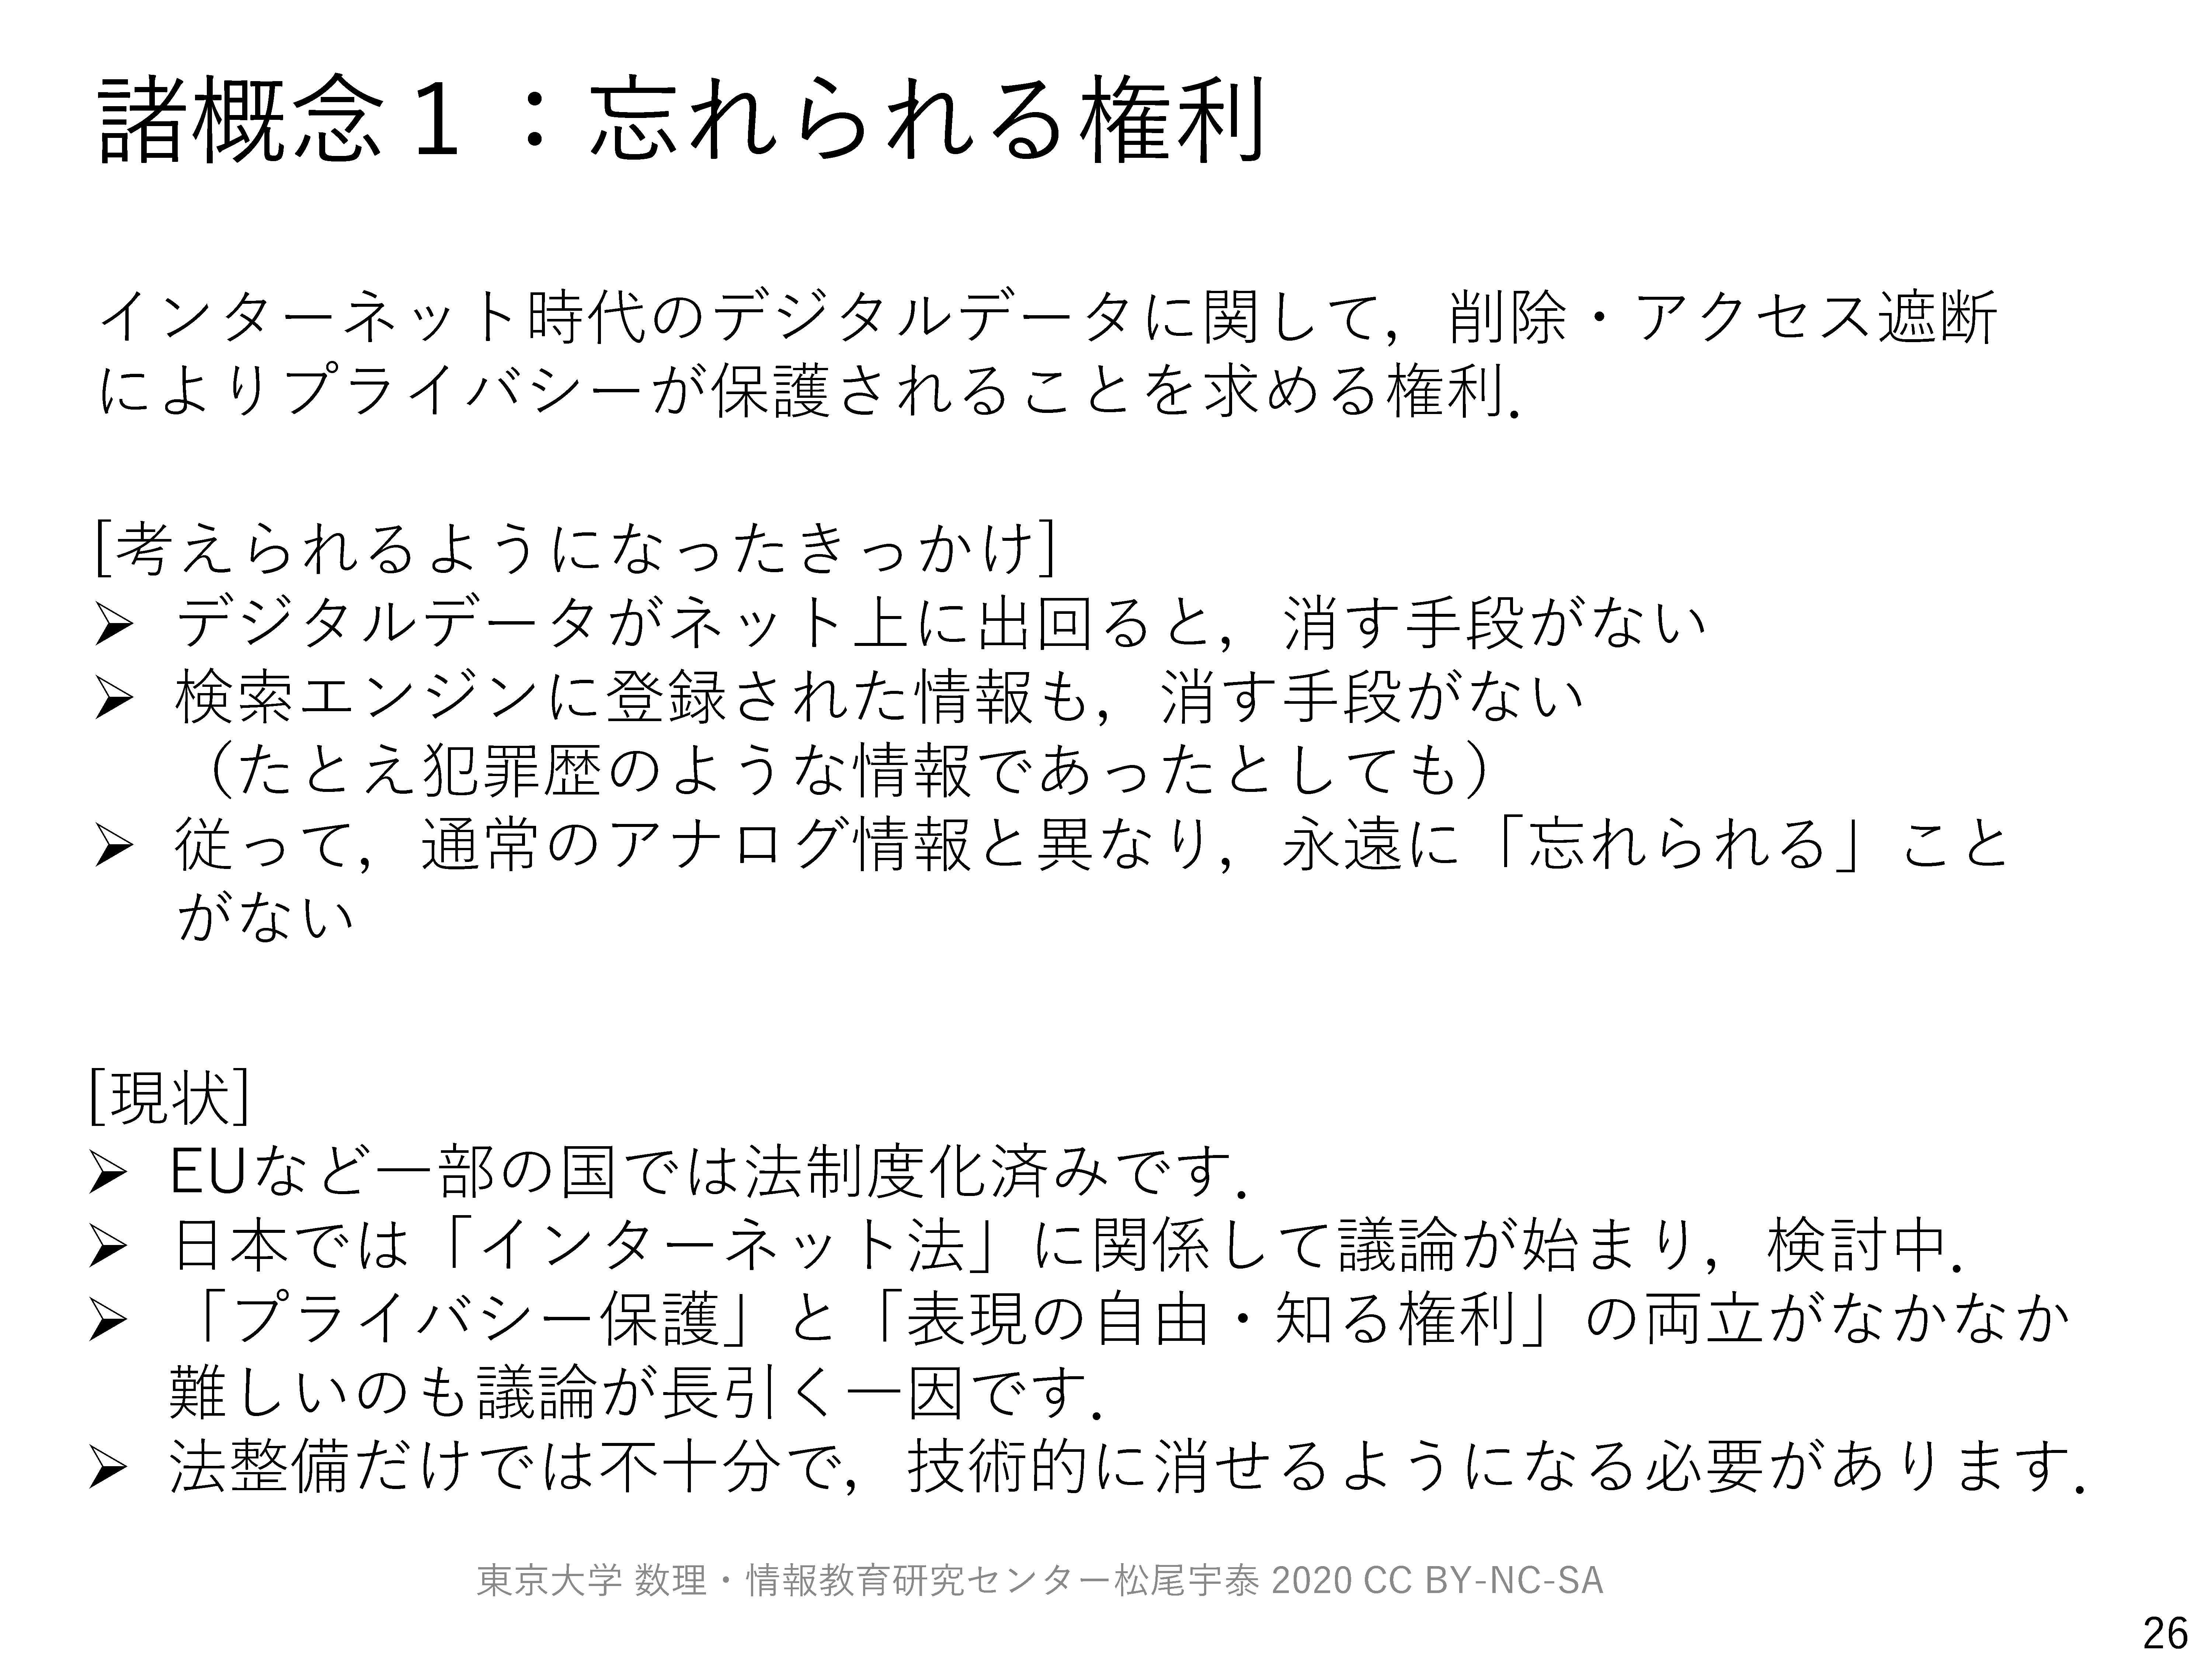 諸概念1：忘れられる権利
インターネット時代のデジタルデータに関して，削除・アクセス遮断
によりプライバシーが保護されることを求める権利．
[考えられるようになったきっかけ]
➢ デジタルデータがネット上に出回ると，消す手段がない
➢ 検索エンジンに登録された情報も，消す手段がない
（たとえ犯罪歴のような情報であったとしても）
➢ 従って，通常のアナログ情報と異なり，永遠に「忘れられる」こと
がない
[現状]
➢ EUなど一部の国では法制度化済みです．
➢ 日本では「インターネット法」に関係して議論が始まり，検討中．
➢ 「プライバシー保護」と「表現の自由・知る権利」の両立がなかなか
難しいのも議論が長引く一因です．
➢ 法整備だけでは不十分で，技術的に消せるようになる必要があります．
東京大学 数理・情報教育研究センター松尾宇泰 2020 CC BY-NC-SA
26